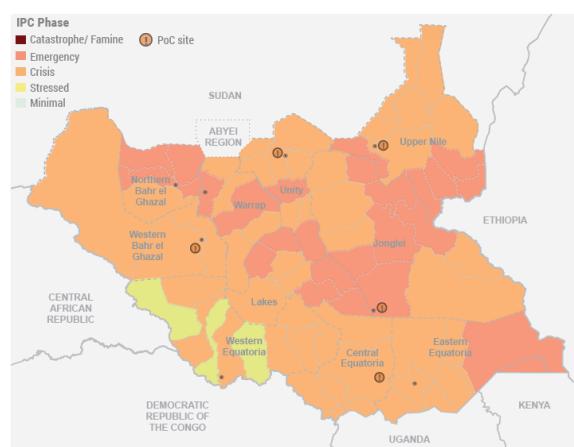 IPC Phase
Catastrophe/ Famine
PoC site
Emergency
Crisis
Stressed
Minimal
SUDAN
ABYEI
REGION
Upper Nile
Northern
Bahr el
Ghazal
Warrap
Unity
ETHIOPIA
Western
Bahr el
Ghazal
Jonglei
CENTRAL
AFRICAN
REPUBLIC
Lakes
Western
Equatoria
Central
Equatoria
Eastern
Equatoria
DEMOCRATIC
REPUBLIC OF
THE CONGO
KENYA
UGANDA